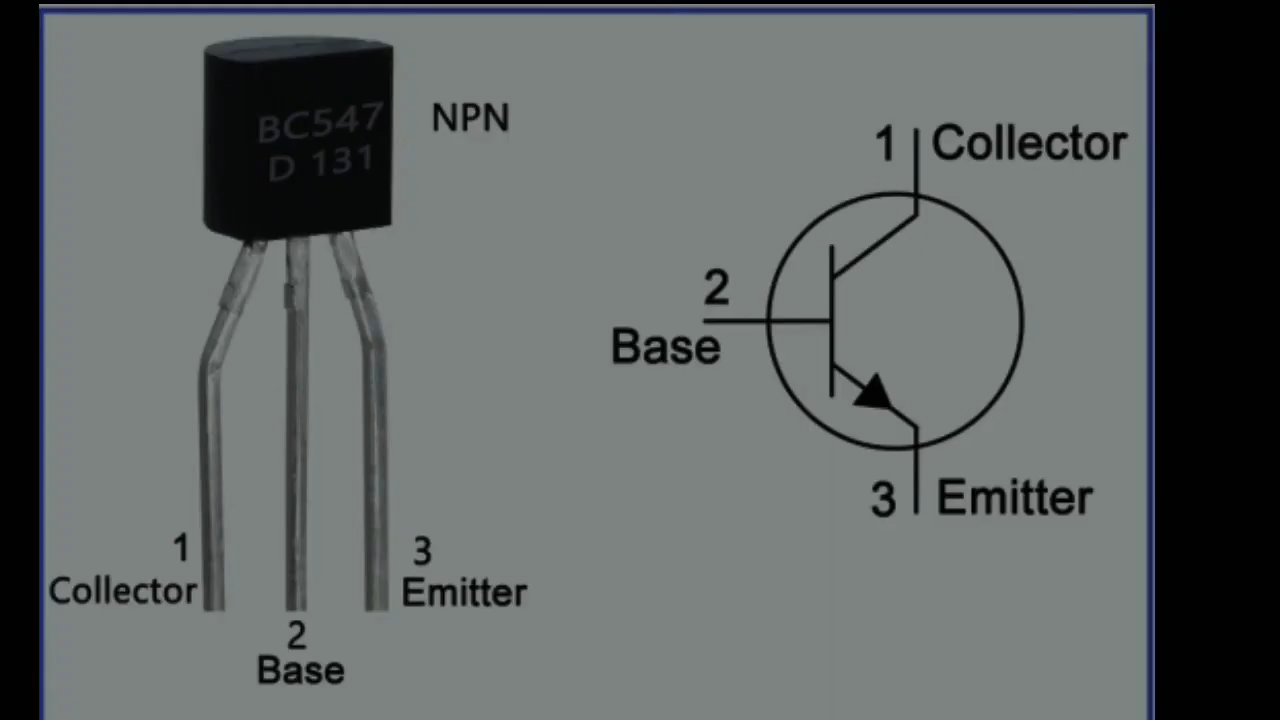 BC547
D 131
NPN
1
Collector
2
Base
3
Emitter
1
Collector
2
Base
3
Emitter